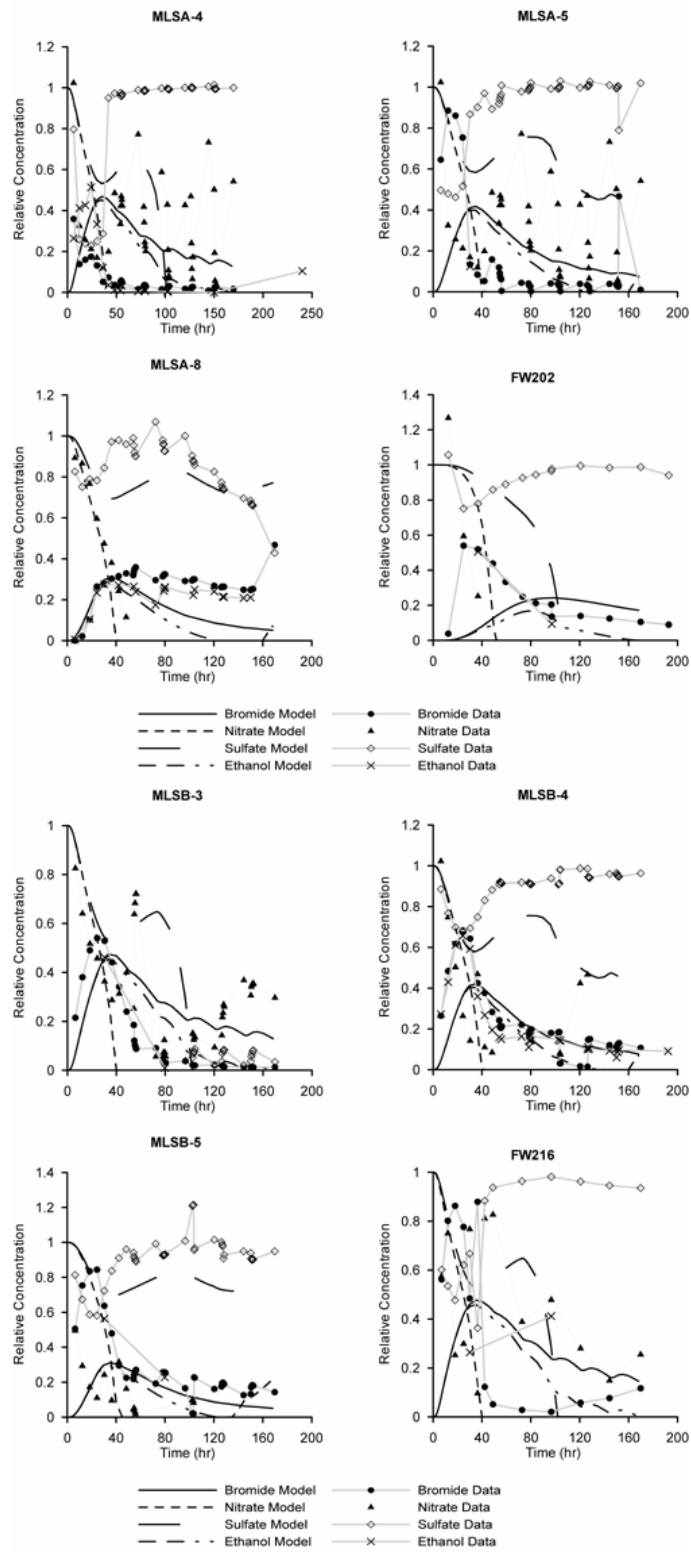 MLSA-4
1.2
1
0.8
0.6
0.4
0.2
0
Relative Concentration
0 50 100 150 200 250
Time (hr)
MLSA-5
1.2
1
0.8
0.6
0.4
0.2
0
Relative Concentration
0 40 80 120 160 200
Time (hr)
MLSA-8
1.2
1
0.8
0.6
0.4
0.2
0
Relative Concentration
0 40 80 120 160 200
Time (hr)
FW202
1.4
1.2
1
0.8
0.6
0.4
0.2
0
Relative Concentration
0 40 80 120 160 200
Time (hr)
Bromide Model Bromide Data
Nitrate Model Nitrate Data
Sulfate Model Sulfate Data
Ethanol Model Ethanol Data
MLSB-3
1
0.8
0.6
0.4
0.2
0
Relative Concentration
0 40 80 120 160 200
Time (hr)
MLSB-4
1.2
1
0.8
0.6
0.4
0.2
0
Relative Concentration
0 40 80 120 160 200
Time (hr)
MLSB-5
1.4
1.2
1
0.8
0.6
0.4
0.2
0
Relative Concentration
0 40 80 120 160 200
Time (hr)
FW216
1
0.8
0.6
0.4
0.2
0
Relative Concentration
0 40 80 120 160 200
Time (hr)
Bromide Model Bromide Data
Nitrate Model Nitrate Data
Sulfate Model Sulfate Data
Ethanol Model Ethanol Data